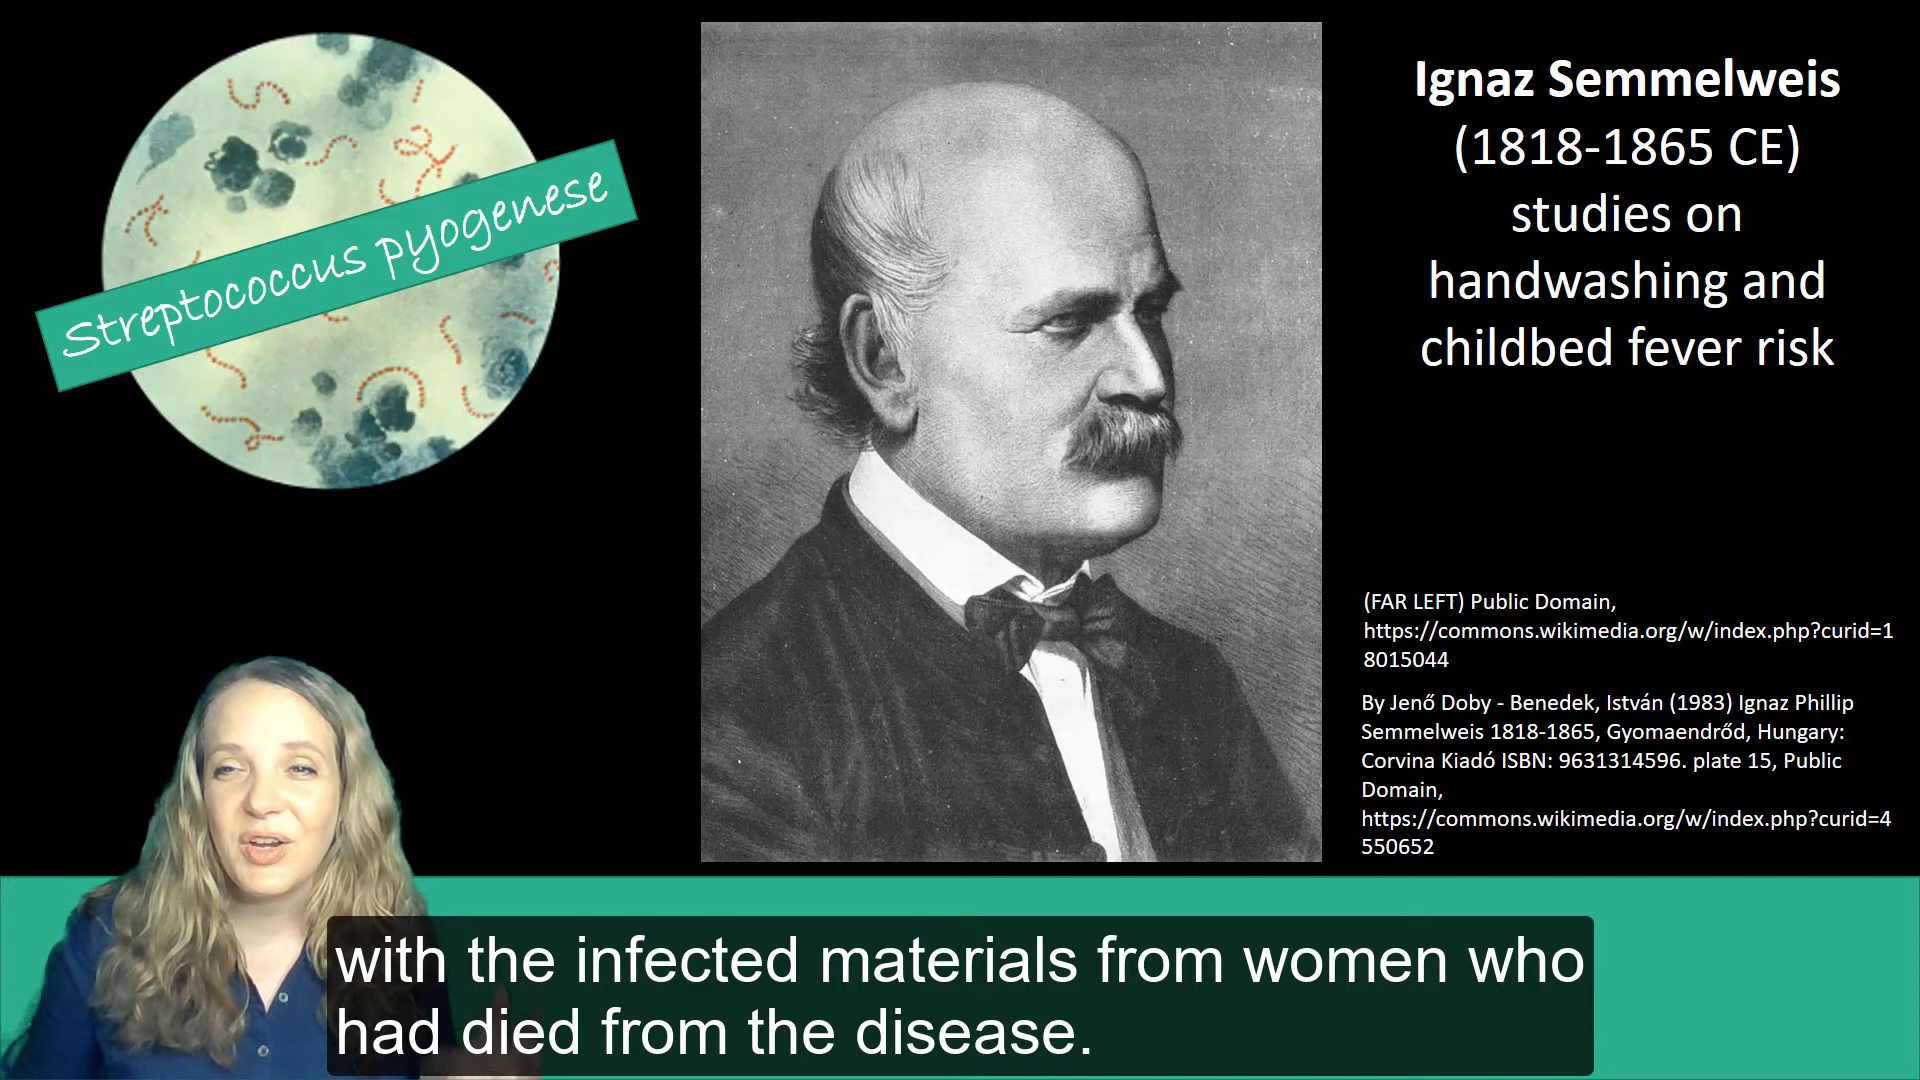 Streptococcus pyogenese
Ignaz Semmelweis
(1818-1865 CE)
studies on
handwashing and
childbed fever risk
(FAR LEFT) Public Domain,
https://commons.wikimedia.org/w/index.php?curid=1
8015044
By Jenő Doby - Benedek, István (1983) Ignaz Phillip
Semmelweis 1818-1865, Gyomaendrőd, Hungary:
Corvina Kiadó ISBN: 9631314596. plate 15, Public
Domain,
https://commons.wikimedia.org/w/index.php?curid=4
550652
with the infected materials from women who
had died from the disease.